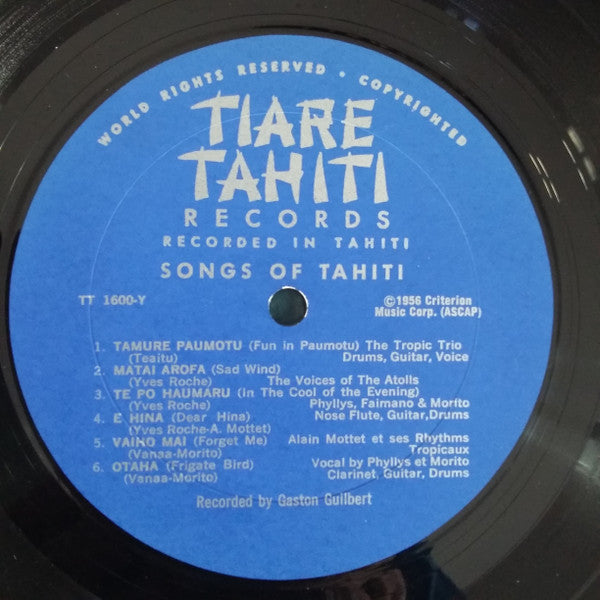 WORLD RIGHTS RESERVED • COPYRIGHTED
TIARE
TAHITI
RECORDS
RECORDED IN TAHITI
SONGS OF TAHITI
TT 1600-Y
©1956 Criterion
Music Corp. (ASCAP)
1. TAMURE PAUMOTU (Fun in Paumotu) The Tropic Trio
(Teaitu) Drums, Guitar, Voice
2. MATAI AROFA (Sad Wind)
(Yves Roche) The Voices of The Atolls
3. TE PO HAUMARU (In The Cool of the Evening)
(Yves Roche) Phyllys, Faimano & Morito
4. E HINA (Dear Hina) Nose Flute, Guitar,Drums
(Yves Roche-A. Mottet)
5. VAIHO MAI (Forget Me) Alain Mottet et ses Rhythms
(Vanaa-Morito) Tropicaux
6. OTAHA (Frigate Bird) Vocal by Phyllys et Morito
(Vanaa-Morito) Clarinet, Guitar, Drums
Recorded by Gaston Guilbert